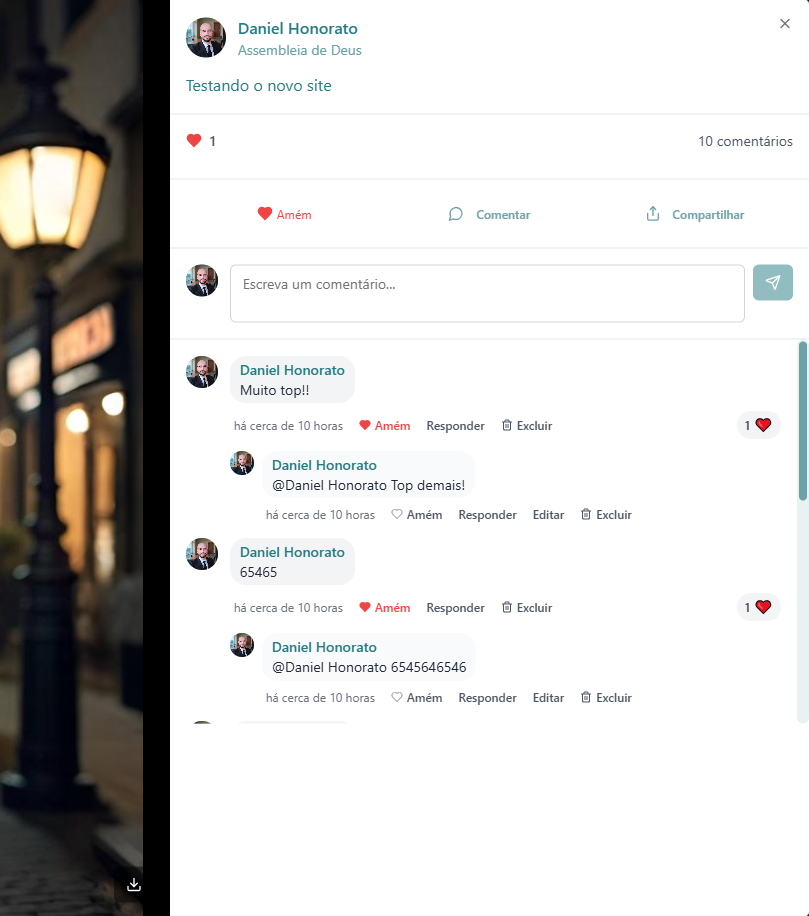 Daniel Honorato
Assembleia de Deus
Testando o novo site
1
10 comentários
Amém
Comentar
Compartilhar
Escreva um comentário...
Daniel Honorato
Muito top!!
há cerca de 10 horas Amém Responder Excluir 1
Daniel Honorato
@Daniel Honorato Top demais!
há cerca de 10 horas Amém Responder Editar Excluir
Daniel Honorato
65465
há cerca de 10 horas Amém Responder Excluir 1
Daniel Honorato
@Daniel Honorato 6545646546
há cerca de 10 horas Amém Responder Editar Excluir